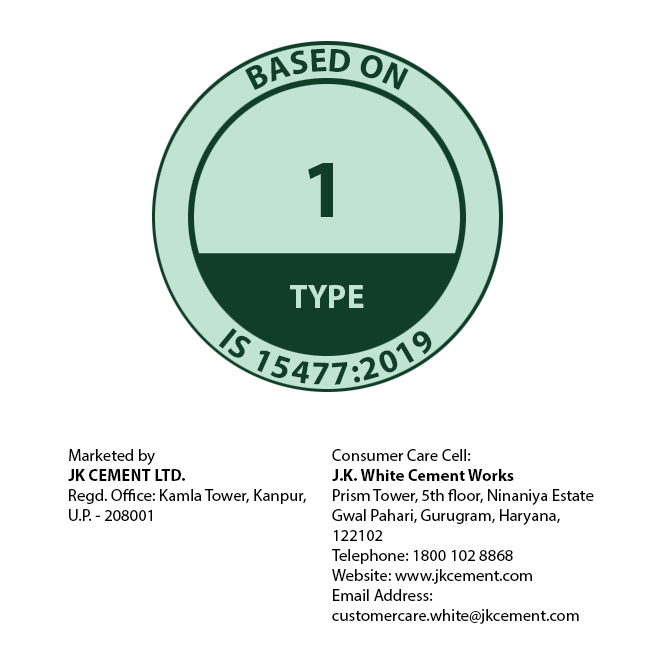 BASED ON
1
TYPE
IS 15477:2019
Marketed by
JK CEMENT LTD.
Regd. Office: Kamla Tower, Kanpur,
U.P. - 208001
Consumer Care Cell:
J.K. White Cement Works
Prism Tower, 5th floor, Ninaniya Estate
Gwal Pahari, Gurugram, Haryana,
122102
Telephone: 1800 102 8868
Website: www.jkcement.com
Email Address:
customercare.white@jkcement.com